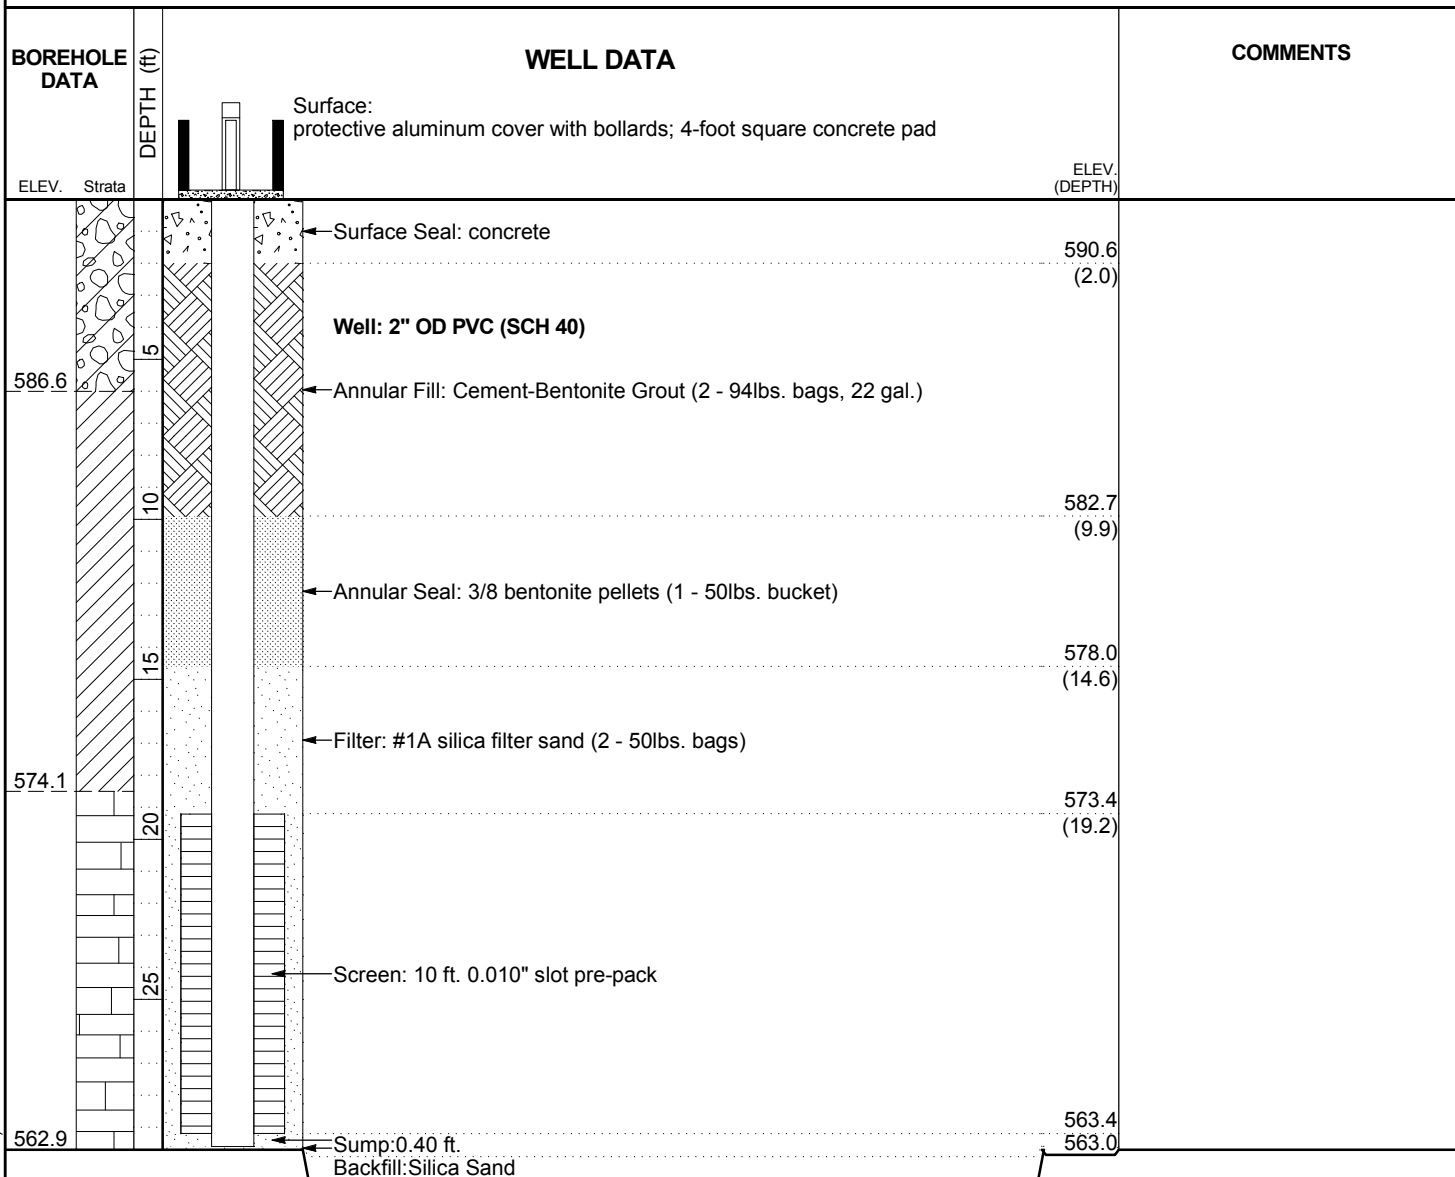 BOREHOLE
DATA
DEPTH (ft)
WELL DATA
COMMENTS
Surface:
protective aluminum cover with bollards; 4-foot square concrete pad
ELEV. Strata
ELEV.
(DEPTH)
Surface Seal: concrete
590.6
(2.0)
Well: 2" OD PVC (SCH 40)
5
586.6
Annular Fill: Cement-Bentonite Grout (2 - 94lbs. bags, 22 gal.)
10
582.7
(9.9)
Annular Seal: 3/8 bentonite pellets (1 - 50lbs. bucket)
15
578.0
(14.6)
Filter: #1A silica filter sand (2 - 50lbs. bags)
574.1
573.4
20
(19.2)
Screen: 10 ft. 0.010" slot pre-pack
25
563.4
562.9
Sump:0.40 ft.
563.0
Backfill:Silica Sand